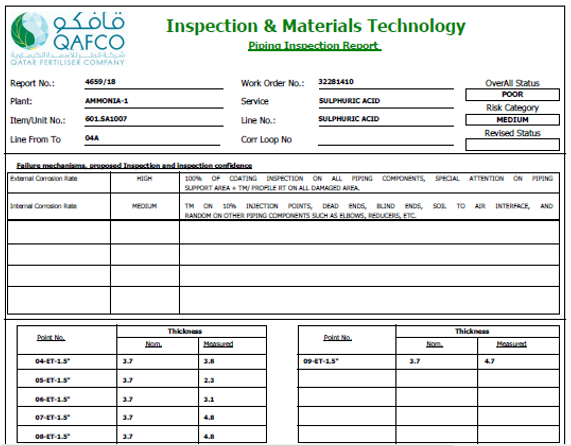 قافكو
QAFCO
شركة قطر للأسمدة الكيماوية
QATAR FERTILISER COMPANY
Inspection & Materials Technology
Piping Inspection Report
Report No.: 4659/18 Work Order No.: 32281410 OverAll Status
POOR
Plant: AMMONIA-1 Service SULPHURIC ACID Risk Category
MEDIUM
Item/Unit No.: 601.SA1007 Line No.: SULPHURIC ACID Revised Status
Line From To 04A Corr Loop No
Failure mechanisms, proposed Inspection and inspection confidence
External Corrosion Rate HIGH 100% OF COATING INSPECTION ON ALL PIPING COMPONENTS, SPECIAL ATTENTION ON PIPING
SUPPORT AREA + TM/ PROFILE RT ON ALL DAMAGED AREA.
Internal Corrosion Rate MEDIUM TM ON 10% INJECTION POINTS, DEAD ENDS, BLIND ENDS, SOIL TO AIR INTERFACE, AND
RANDOM ON OTHER PIPING COMPONENTS SUCH AS ELBOWS, REDUCERS, ETC.
Point No. Thickness
Nom. Measured
04-ET-1.5" 3.7 3.8
05-ET-1.5" 3.7 2.3
06-ET-1.5" 3.7 3.1
07-ET-1.5" 3.7 4.8
08-ET-1.5" 3.7 4.8
Point No. Thickness
Nom. Measured
09-ET-1.5" 3.7 4.7